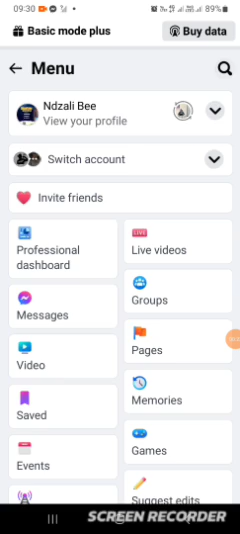 09:30
89%
Basic mode plus
Buy data
Menu
Ndzali Bee
View your profile
Switch account
Invite friends
Professional
dashboard
LIVE
Live videos
Messages
Groups
Video
Pages
Saved
Memories
Events
Games
Suggest edits
SCREEN RECORDER